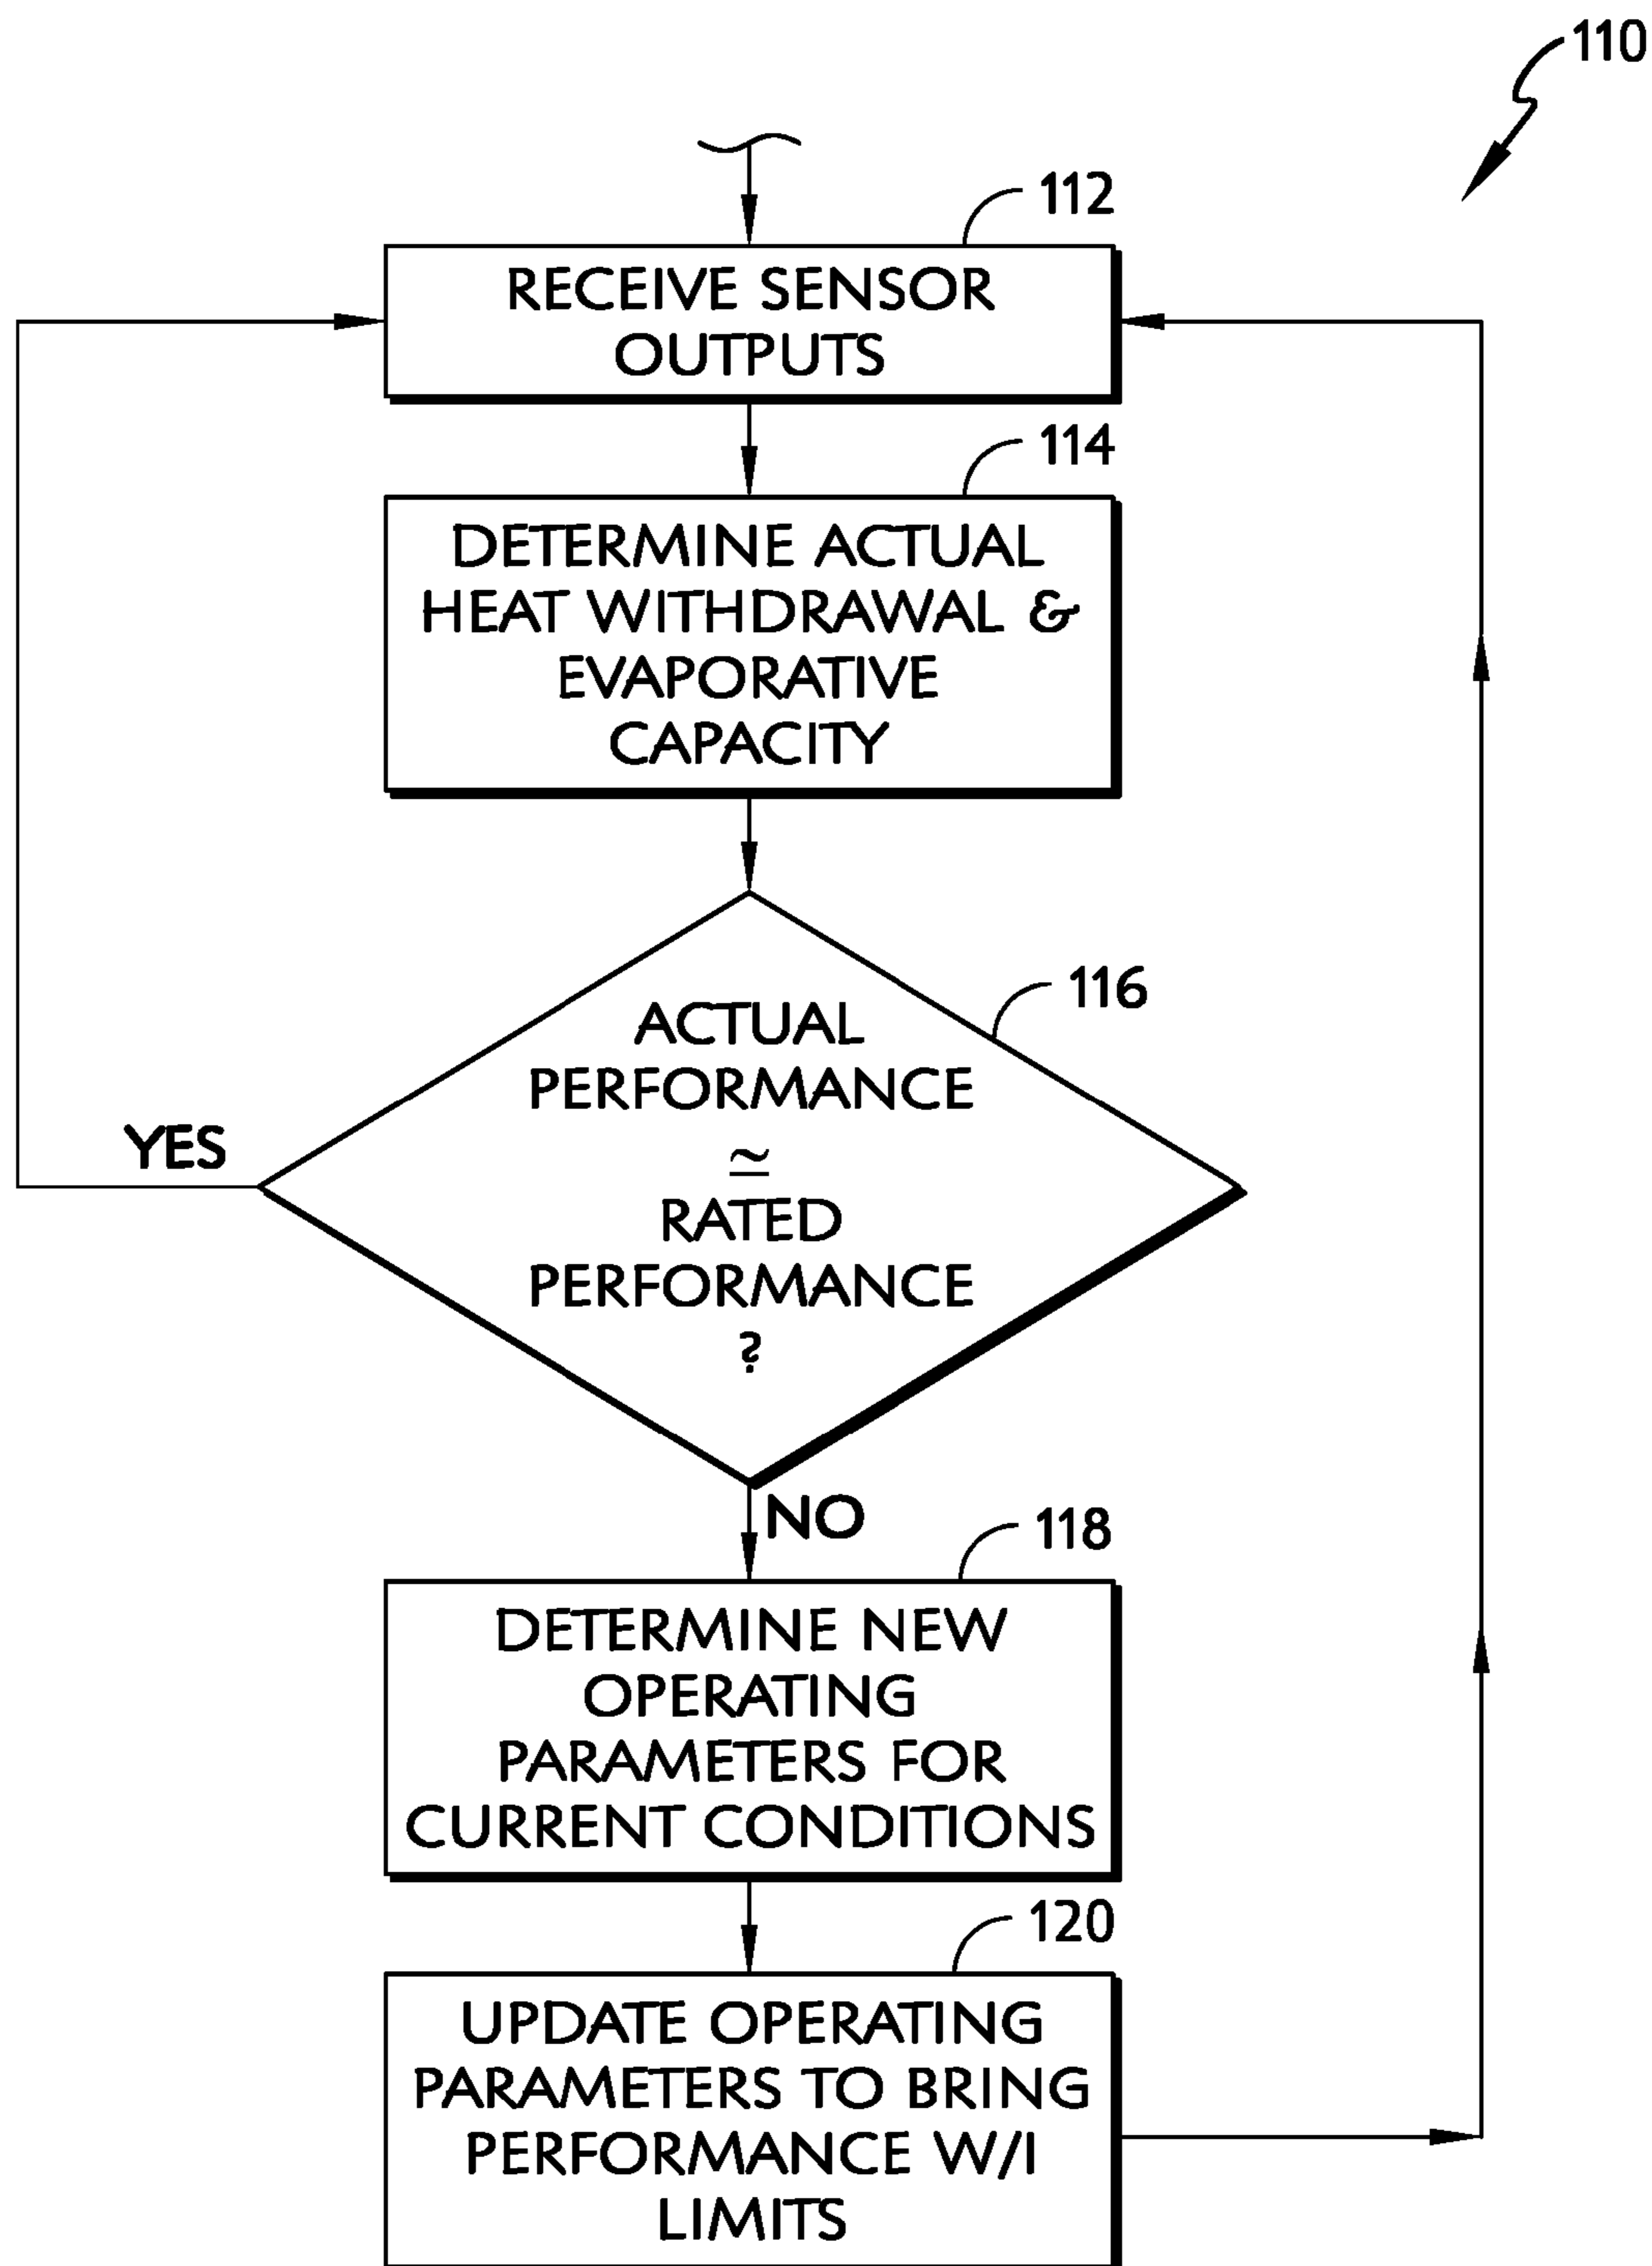 110
112
RECEIVE SENSOR
OUTPUTS
114
DETERMINE ACTUAL
HEAT WITHDRAWAL &
EVAPORATIVE
CAPACITY
116
ACTUAL
PERFORMANCE
≃
RATED
PERFORMANCE
?
YES
NO
118
DETERMINE NEW
OPERATING
PARAMETERS FOR
CURRENT CONDITIONS
120
UPDATE OPERATING
PARAMETERS TO BRING
PERFORMANCE W/I
LIMITS